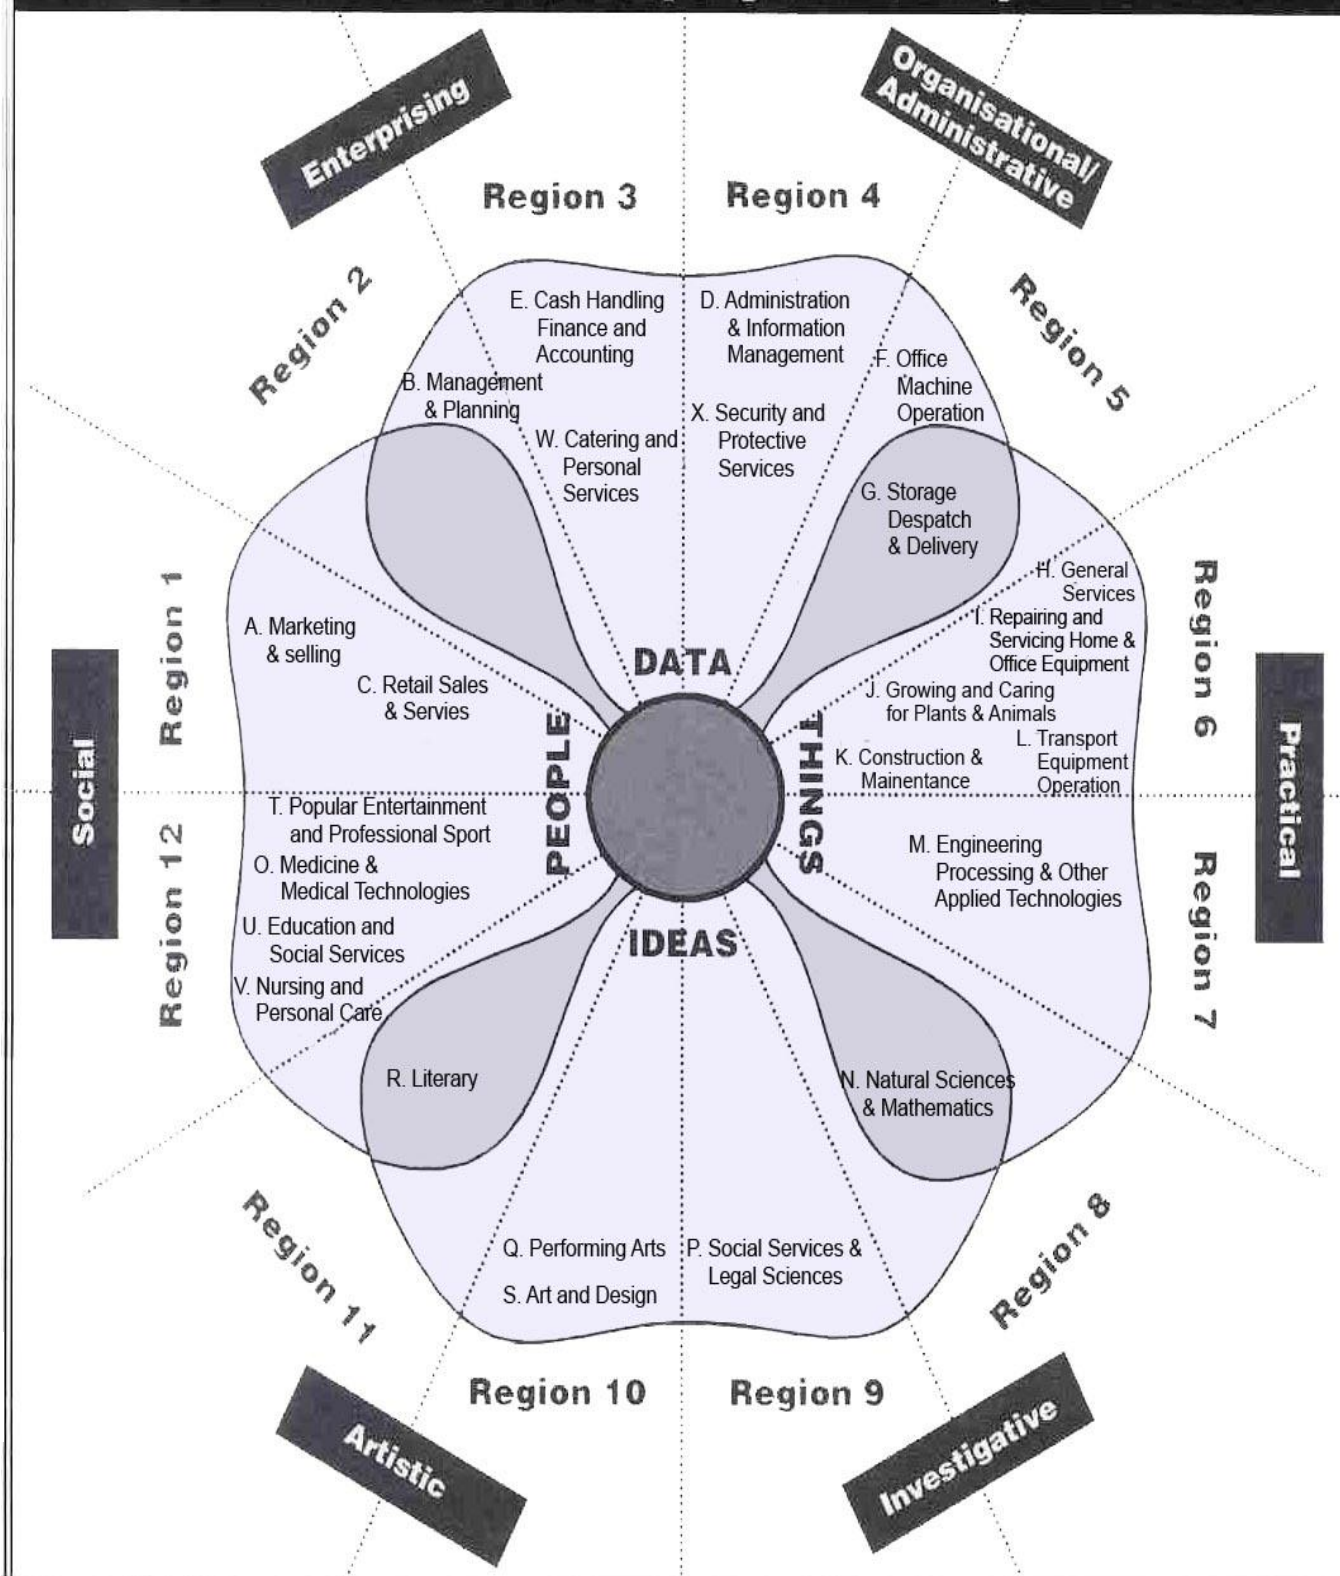 Enterprising
Organisational/
Administrative
Region 3
Region 4
Region 2
Region 5
E. Cash Handling
Finance and
Accounting
D. Administration
& Information
Management
B. Management
& Planning
F. Office
Machine
Operation
W. Catering and
Personal
Services
X. Security and
Protective
Services
G. Storage
Despatch
& Delivery
Region 1
Region 6
H. General
Services
I. Repairing and
Servicing Home &
Office Equipment
A. Marketing
& selling
C. Retail Sales
& Servies
J. Growing and Caring
for Plants & Animals
K. Construction &
Mainentance
L. Transport
Equipment
Operation
DATA
PEOPLE
THINGS
IDEAS
Social
Practical
T. Popular Entertainment
and Professional Sport
O. Medicine &
Medical Technologies
U. Education and
Social Services
V. Nursing and
Personal Care
M. Engineering
Processing & Other
Applied Technologies
Region 12
Region 7
R. Literary
N. Natural Sciences
& Mathematics
Q. Performing Arts
S. Art and Design
P. Social Services &
Legal Sciences
Region 11
Region 8
Region 10
Region 9
Artistic
Investigative